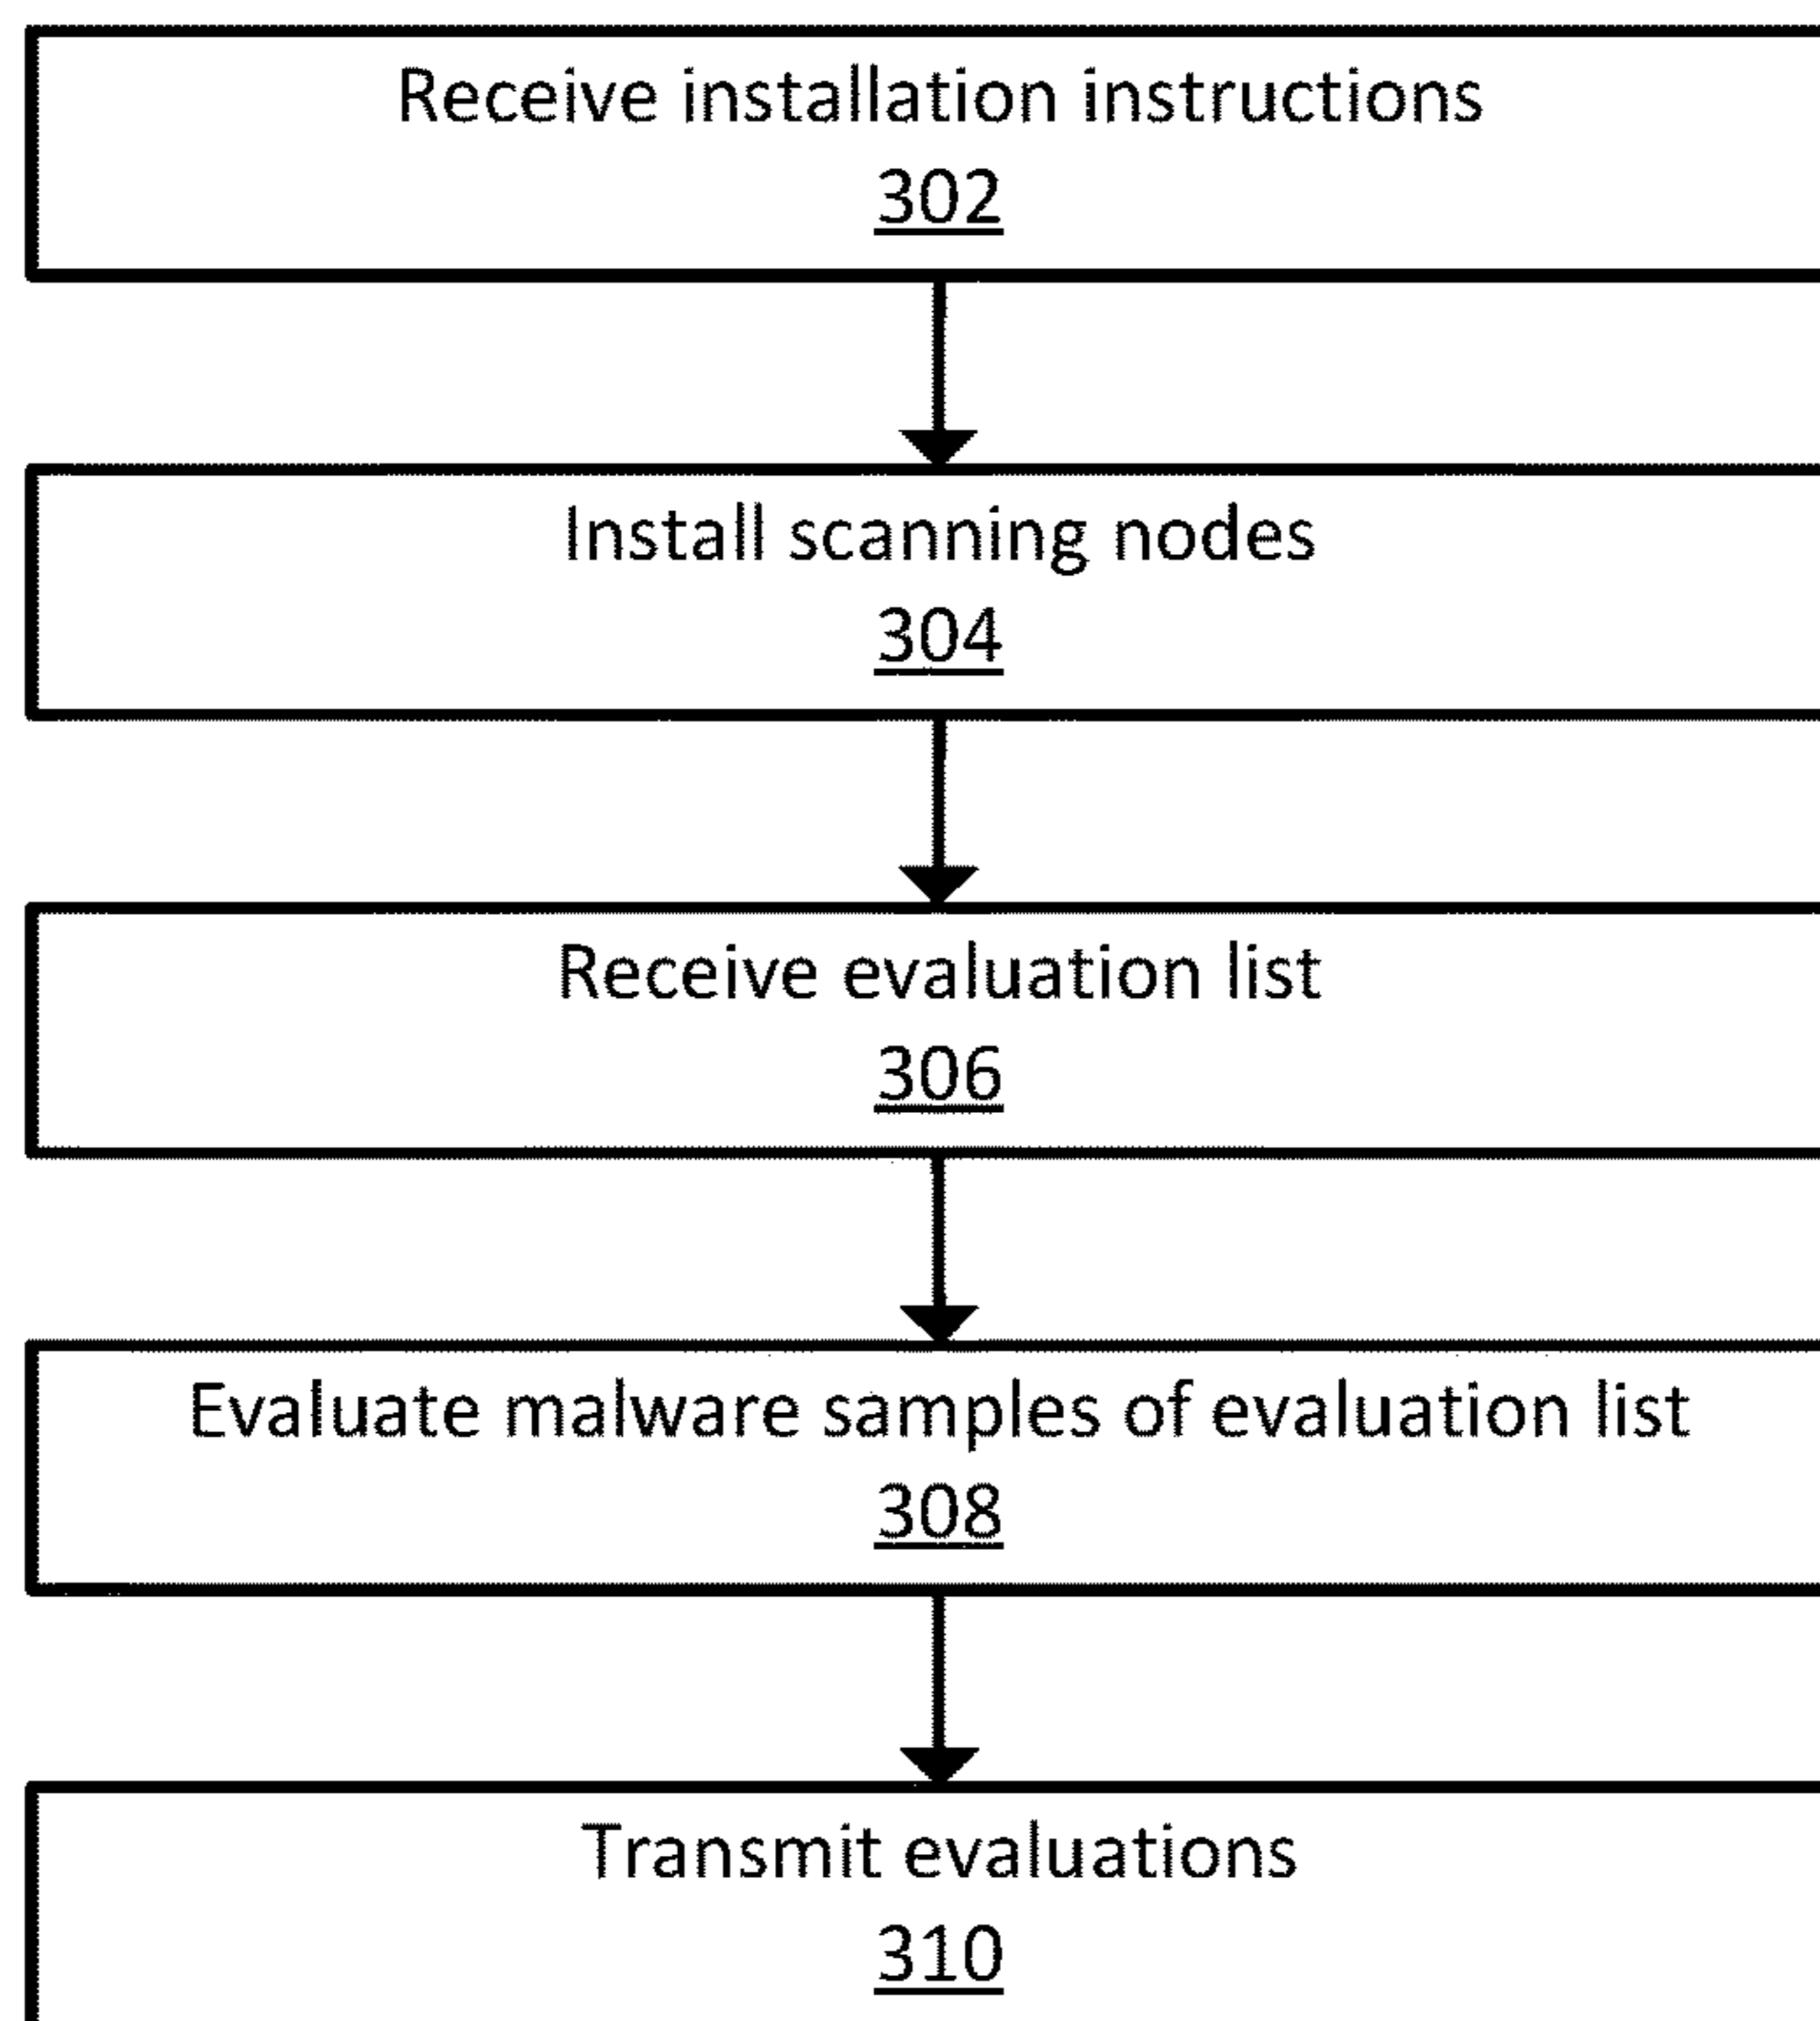 Receive installation instructions
302
Install scanning nodes
304
Receive evaluation list
306
Evaluate malware samples of evaluation list
308
Transmit evaluations
310